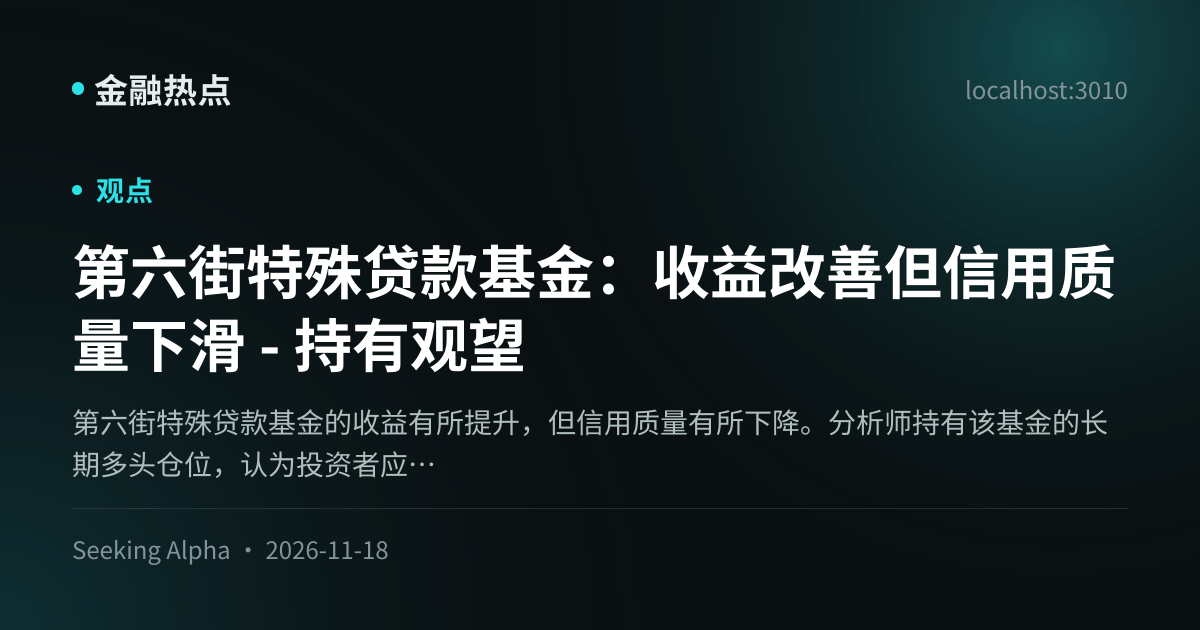 金融热点
localhost:3010
观点
第六街特殊贷款基金：收益改善但信用质
量下滑 - 持有观望
第六街特殊贷款基金的收益有所提升，但信用质量有所下降。分析师持有该基金的长
期多头仓位，认为投资者应…
Seeking Alpha • 2026-11-18